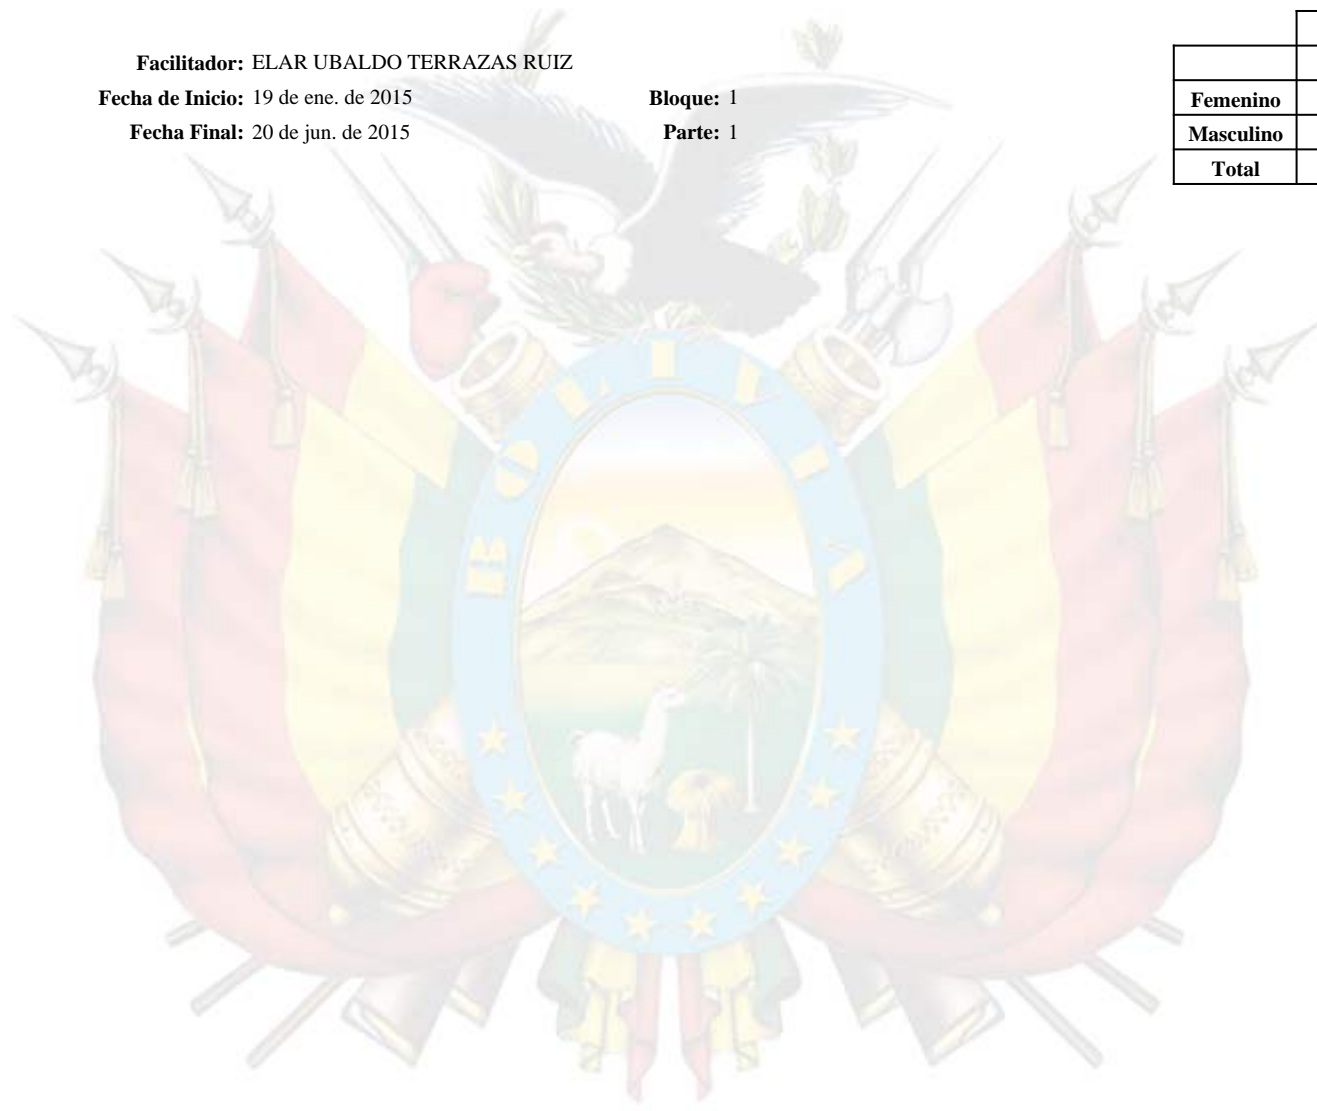 Facilitador: ELAR UBALDO TERRAZAS RUIZ
Fecha de Inicio: 19 de ene. de 2015 Bloque: 1
Fecha Final: 20 de jun. de 2015 Parte: 1
Femenino
Masculino
Total
BOLIVIA